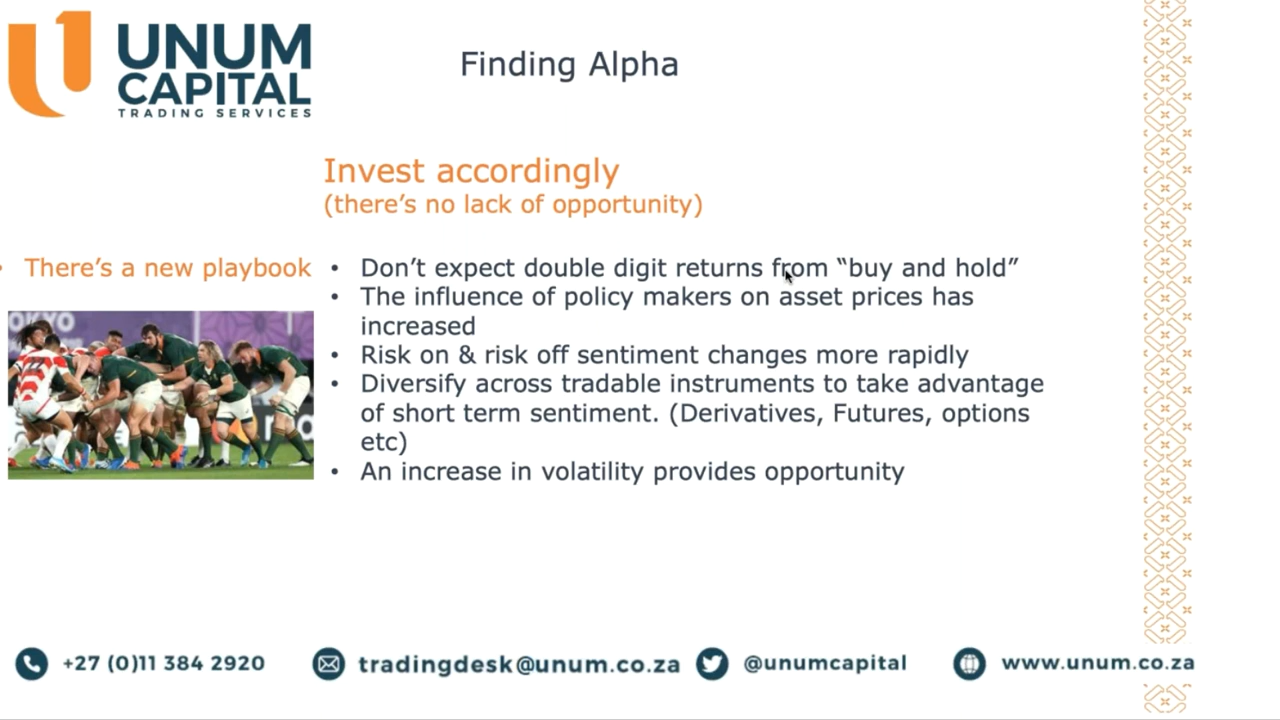 UNUM
CAPITAL
TRADING SERVICES
Finding Alpha
Invest accordingly
(there’s no lack of opportunity)
• There’s a new playbook
• Don’t expect double digit returns from “buy and hold”
• The influence of policy makers on asset prices has
increased
• Risk on & risk off sentiment changes more rapidly
• Diversify across tradable instruments to take advantage
of short term sentiment. (Derivatives, Futures, options
etc)
• An increase in volatility provides opportunity
+27 (0)11 384 2920
tradingdesk@unum.co.za
@unumcapital
www.unum.co.za